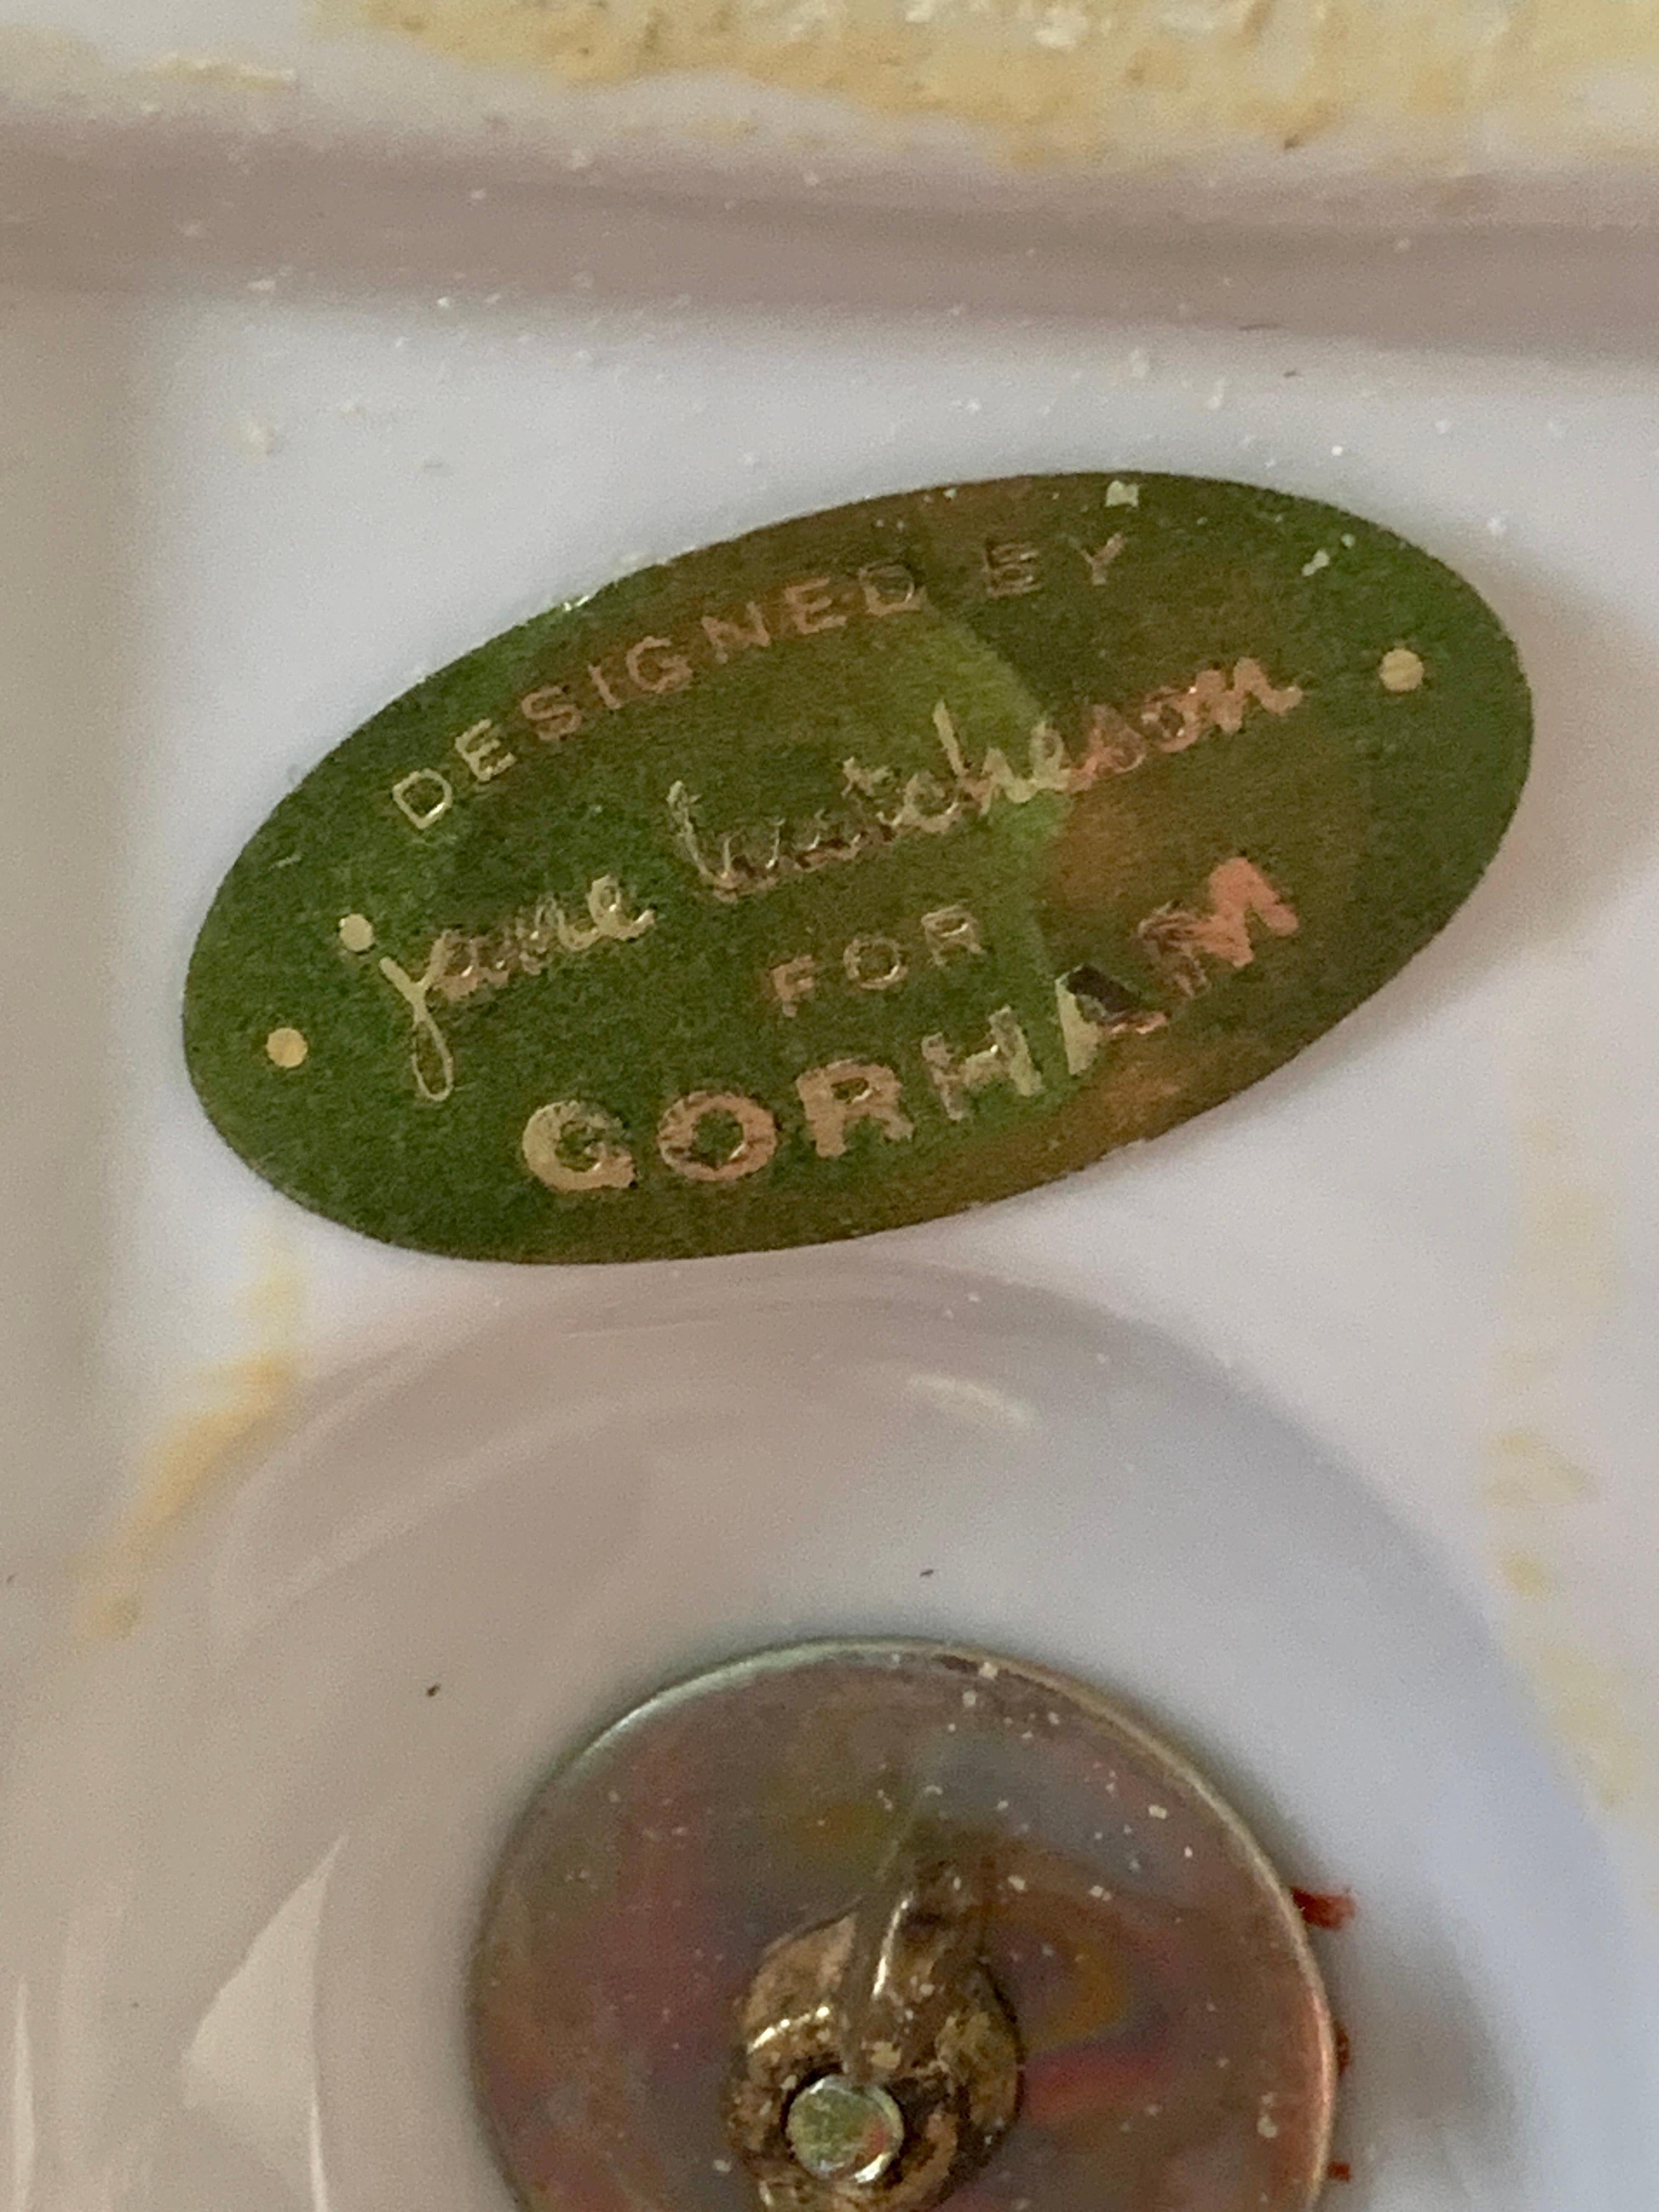 DESIGNED BY
jane hutcheson
FOR
GORHAM